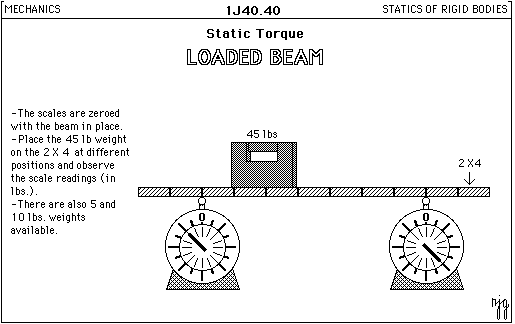 MECHANICS
1J40.40
STATICS OF RIGID BODIES
Static Torque
LOADED BEAM
-The scales are zeroed
with the beam in place.
-Place the 45 lb weight
on the 2 X 4 at different
positions and observe
the scale readings (in
lbs.).
-There are also 5 and
10 lbs. weights
available.
45 lbs
2 X4
0
0
njg